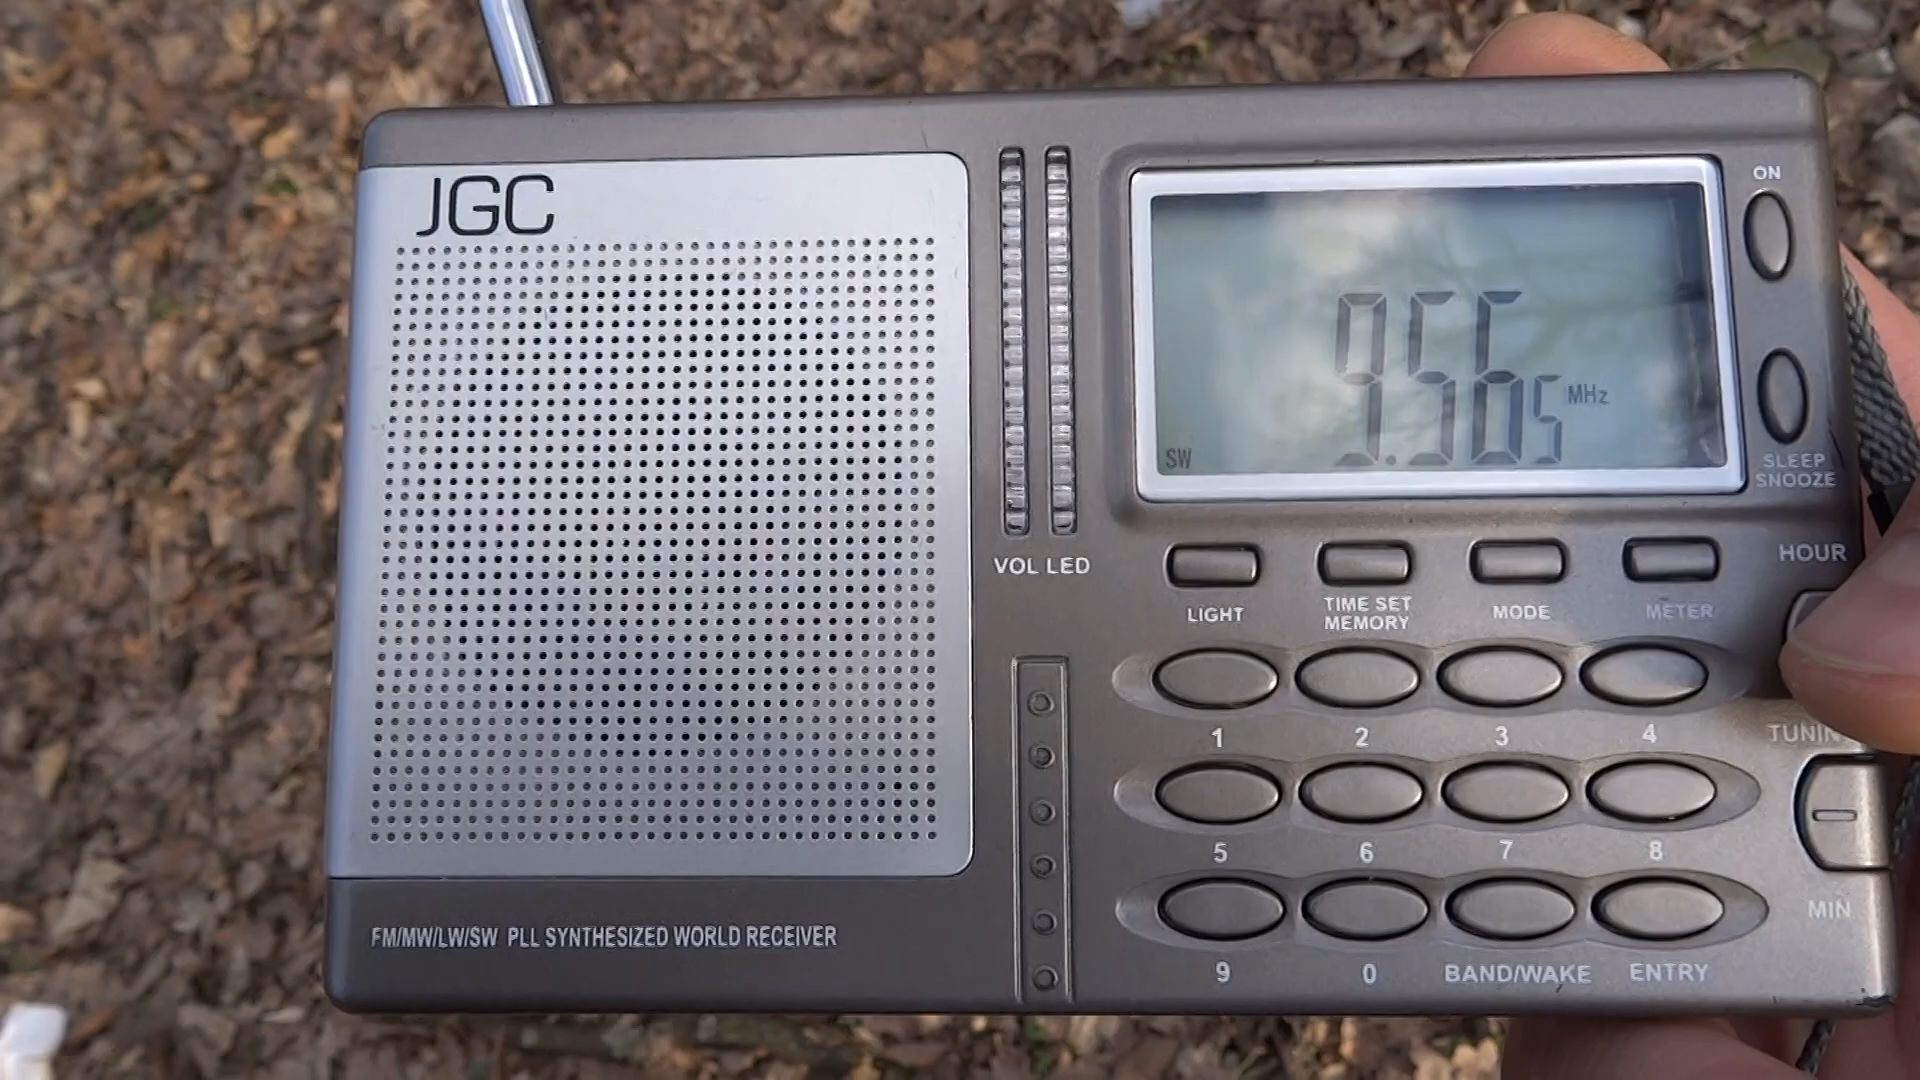 JGC
ON
9.565 MHz
SW
SLEEP
SNOOZE
VOL LED
HOUR
LIGHT
TIME SET
MEMORY
MODE
METER
1 2 3 4
TUNIN
5 6 7 8
MIN
9 0 BAND/WAKE ENTRY
FM/MW/LW/SW PLL SYNTHESIZED WORLD RECEIVER